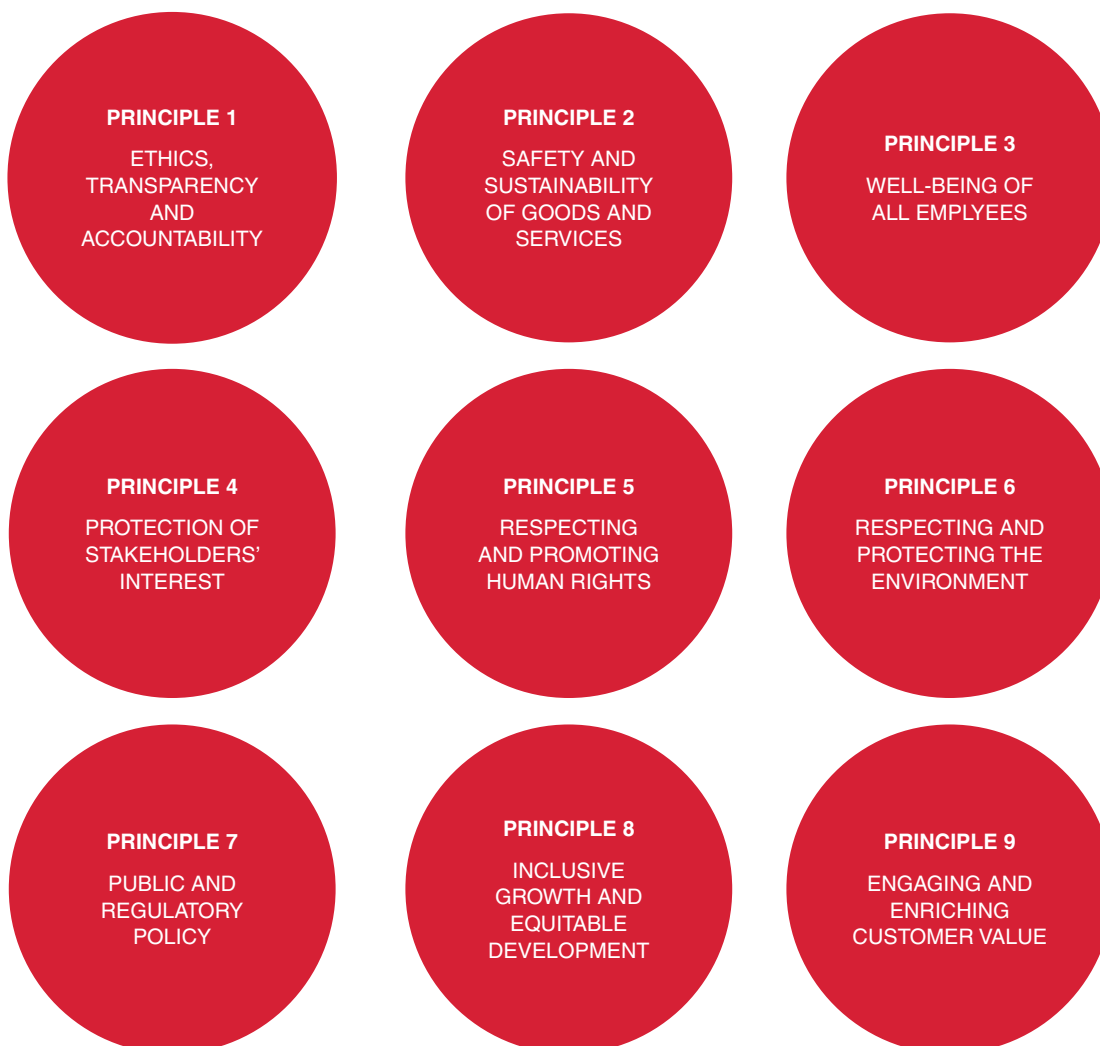 PRINCIPLE 1
ETHICS,
TRANSPARENCY
AND
ACCOUNTABILITY
PRINCIPLE 2
SAFETY AND
SUSTAINABILITY
OF GOODS AND
SERVICES
PRINCIPLE 3
WELL-BEING OF
ALL EMPLYEES
PRINCIPLE 4
PROTECTION OF
STAKEHOLDERS’
INTEREST
PRINCIPLE 5
RESPECTING
AND PROMOTING
HUMAN RIGHTS
PRINCIPLE 6
RESPECTING AND
PROTECTING THE
ENVIRONMENT
PRINCIPLE 7
PUBLIC AND
REGULATORY
POLICY
PRINCIPLE 8
INCLUSIVE
GROWTH AND
EQUITABLE
DEVELOPMENT
PRINCIPLE 9
ENGAGING AND
ENRICHING
CUSTOMER VALUE